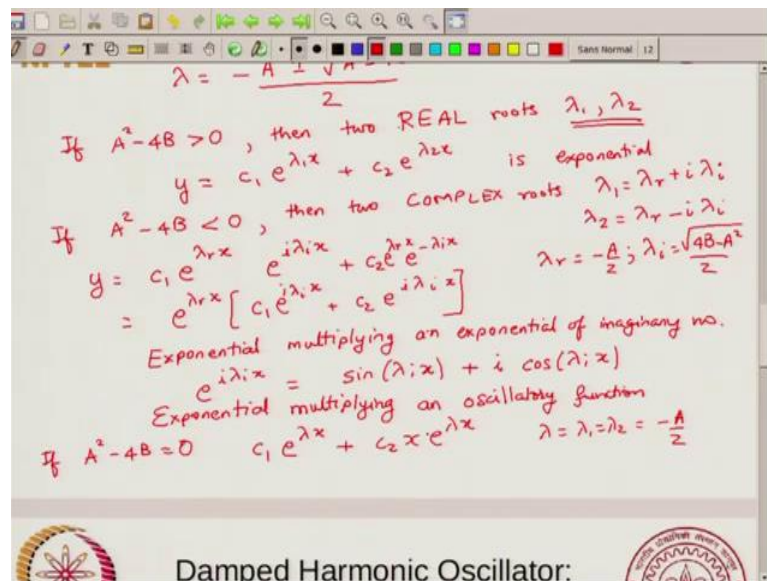 Sans Normal 12
λ = - A ± √A
2
If A² - 4B > 0, then two REAL roots λ₁, λ₂
y = c₁ e^{λ₁x} + c₂ e^{λ₂x} is exponential
If A² - 4B < 0, then two COMPLEX roots λ₁ = λr + i λi
λ₂ = λr - i λi
y = c₁ e^{λr x} e^{iλi x} + c₂ e^{λr x} e^{-λi x} λr = -A/2 ; λi = √(4B-A²)/2
= e^{λr x} [ c₁ e^{iλi x} + c₂ e^{iλi x} ]
Exponential multiplying an exponential of imaginary no.
e^{iλi x} = sin (λi x) + i cos(λi x)
Exponential multiplying an oscillatory function
If A² - 4B = 0 c₁ e^{λx} + c₂ x·e^{λx} λ = λ₁ = λ₂ = -A/2
Damped Harmonic Oscillator: